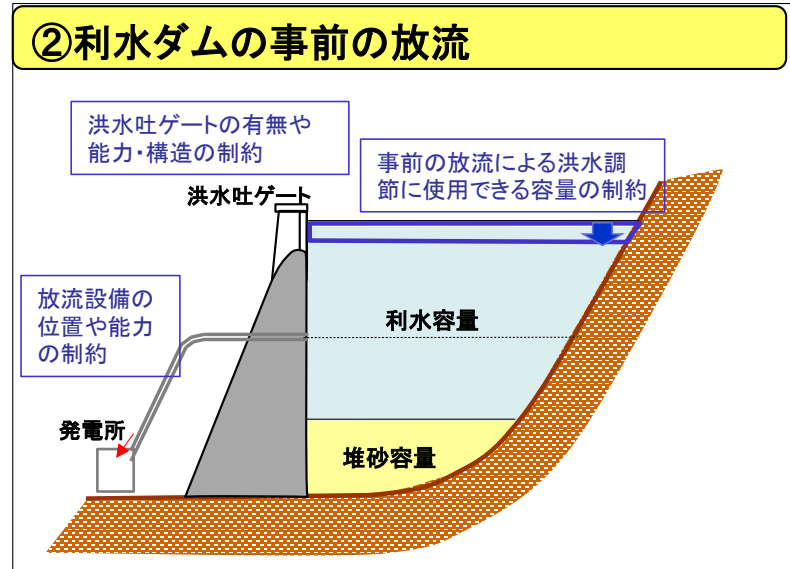 ②利水ダムの事前の放流
洪水吐ゲートの有無や
能力・構造の制約
事前の放流による洪水調
節に使用できる容量の制約
洪水吐ゲート
放流設備の
位置や能力
の制約
利水容量
発電所
堆砂容量